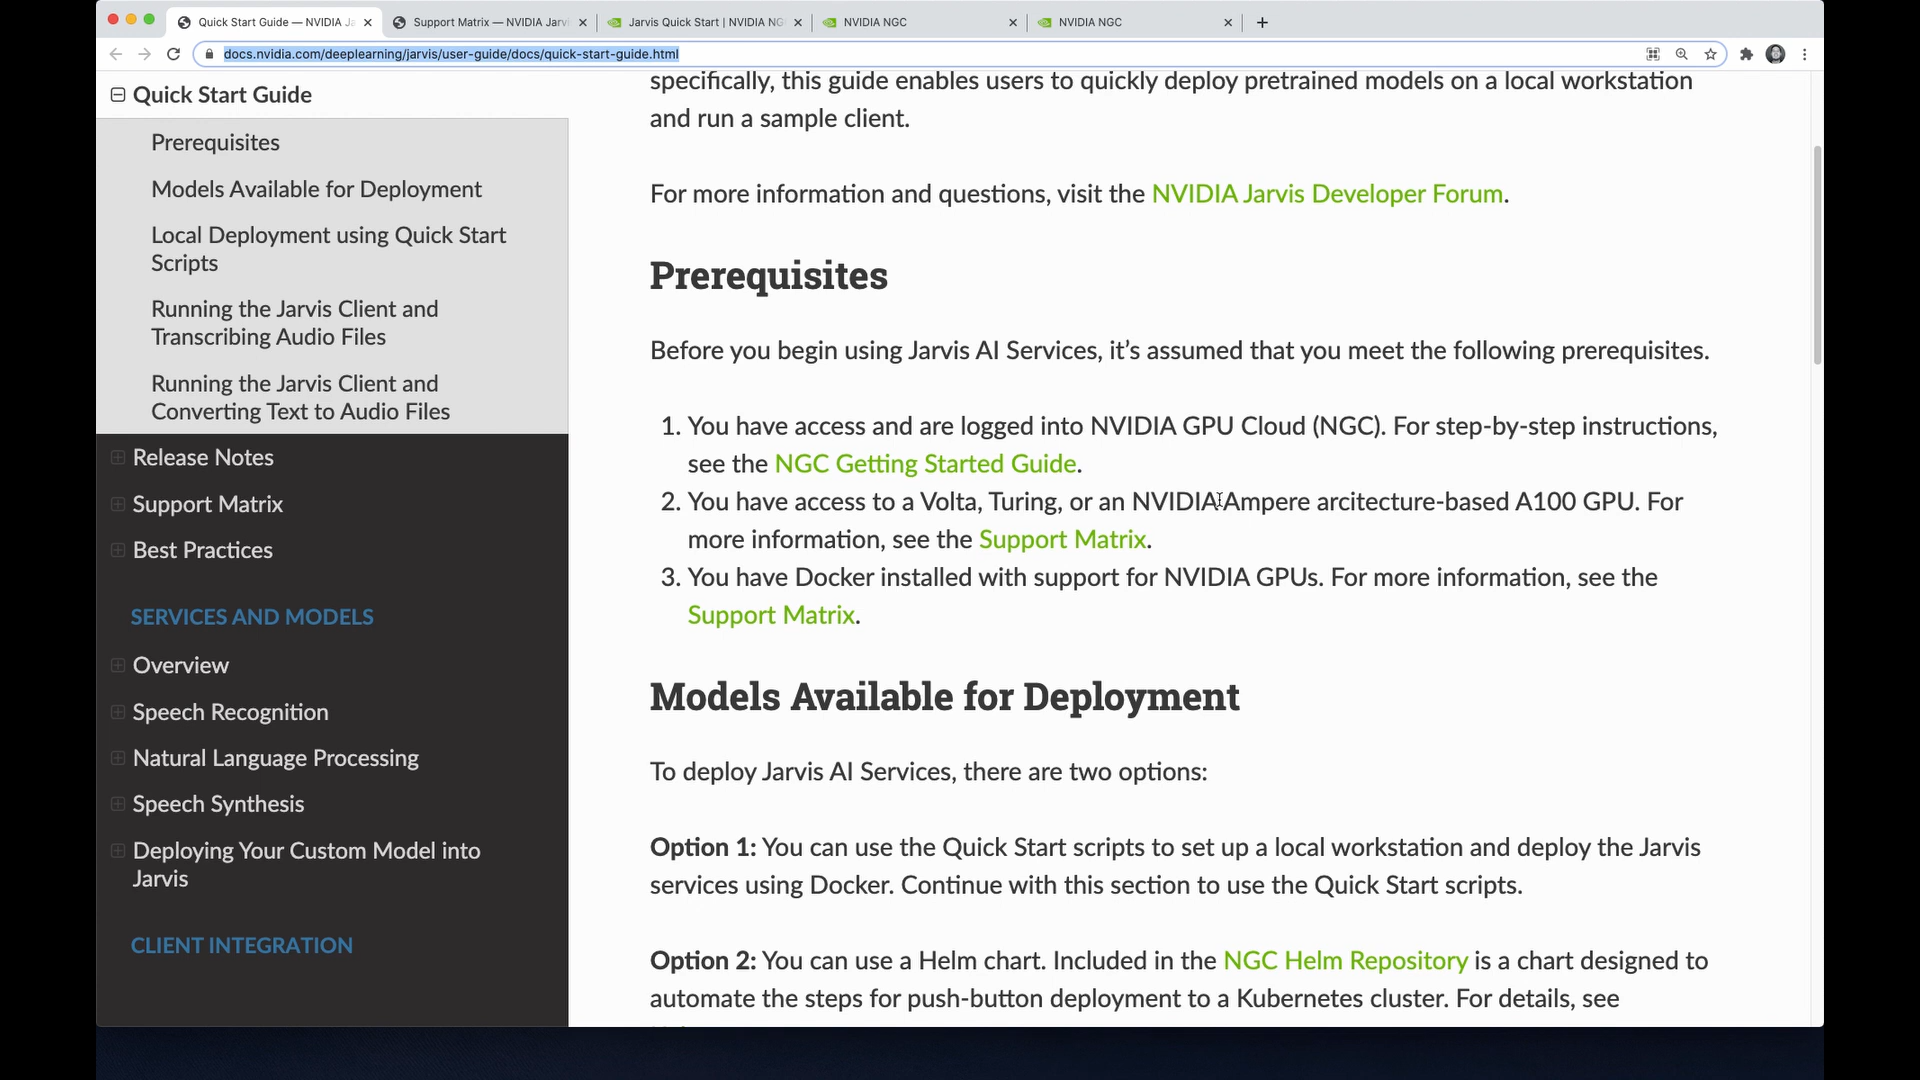 Quick Start Guide — NVIDIA Ja
Support Matrix — NVIDIA Jarvi
Jarvis Quick Start | NVIDIA NG
NVIDIA NGC
NVIDIA NGC
docs.nvidia.com/deeplearning/jarvis/user-guide/docs/quick-start-guide.html
Quick Start Guide
Prerequisites
Models Available for Deployment
Local Deployment using Quick Start
Scripts
Running the Jarvis Client and
Transcribing Audio Files
Running the Jarvis Client and
Converting Text to Audio Files
Release Notes
Support Matrix
Best Practices
SERVICES AND MODELS
Overview
Speech Recognition
Natural Language Processing
Speech Synthesis
Deploying Your Custom Model into
Jarvis
CLIENT INTEGRATION
specifically, this guide enables users to quickly deploy pretrained models on a local workstation
and run a sample client.
For more information and questions, visit the NVIDIA Jarvis Developer Forum.
Prerequisites
Before you begin using Jarvis AI Services, it’s assumed that you meet the following prerequisites.
1. You have access and are logged into NVIDIA GPU Cloud (NGC). For step-by-step instructions,
see the NGC Getting Started Guide.
2. You have access to a Volta, Turing, or an NVIDIA Ampere arcitecture-based A100 GPU. For
more information, see the Support Matrix.
3. You have Docker installed with support for NVIDIA GPUs. For more information, see the
Support Matrix.
Models Available for Deployment
To deploy Jarvis AI Services, there are two options:
Option 1: You can use the Quick Start scripts to set up a local workstation and deploy the Jarvis
services using Docker. Continue with this section to use the Quick Start scripts.
Option 2: You can use a Helm chart. Included in the NGC Helm Repository is a chart designed to
automate the steps for push-button deployment to a Kubernetes cluster. For details, see